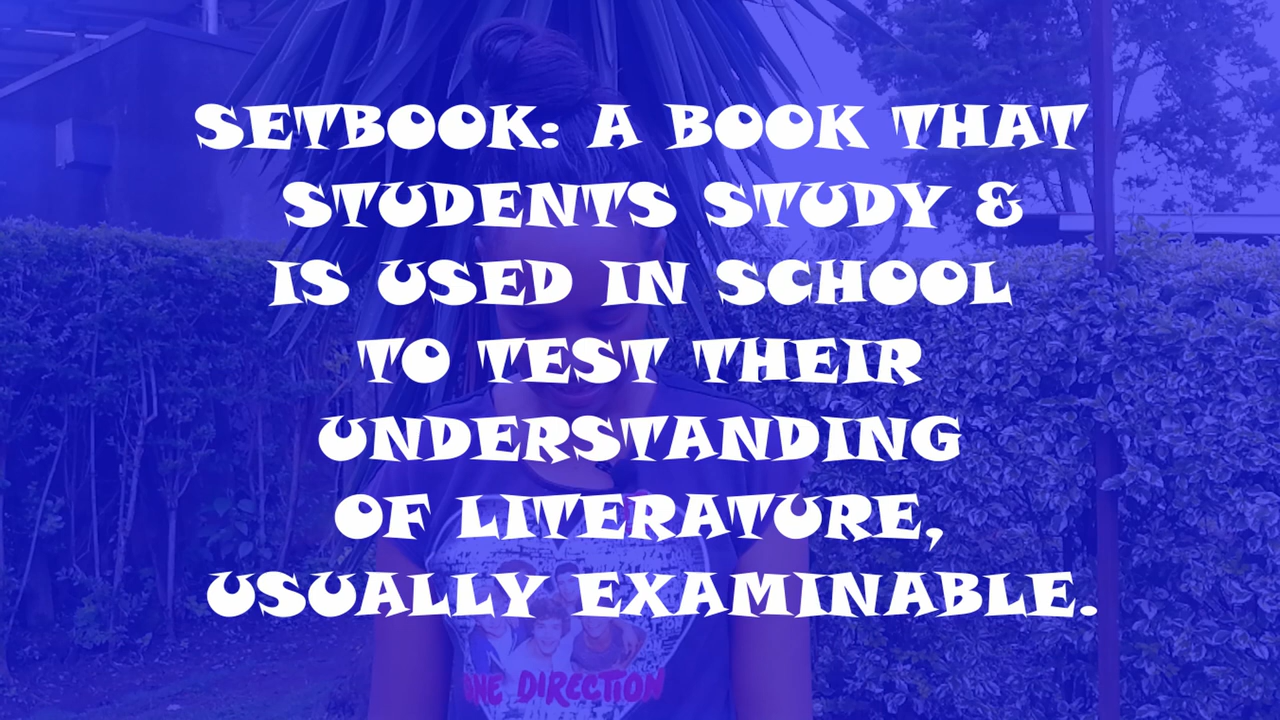 SETBOOK: A BOOK THAT
STUDENTS STUDY &
IS USED IN SCHOOL
TO TEST THEIR
UNDERSTANDING
OF LITERATURE,
USUALLY EXAMINABLE.
ONE DIRECTION